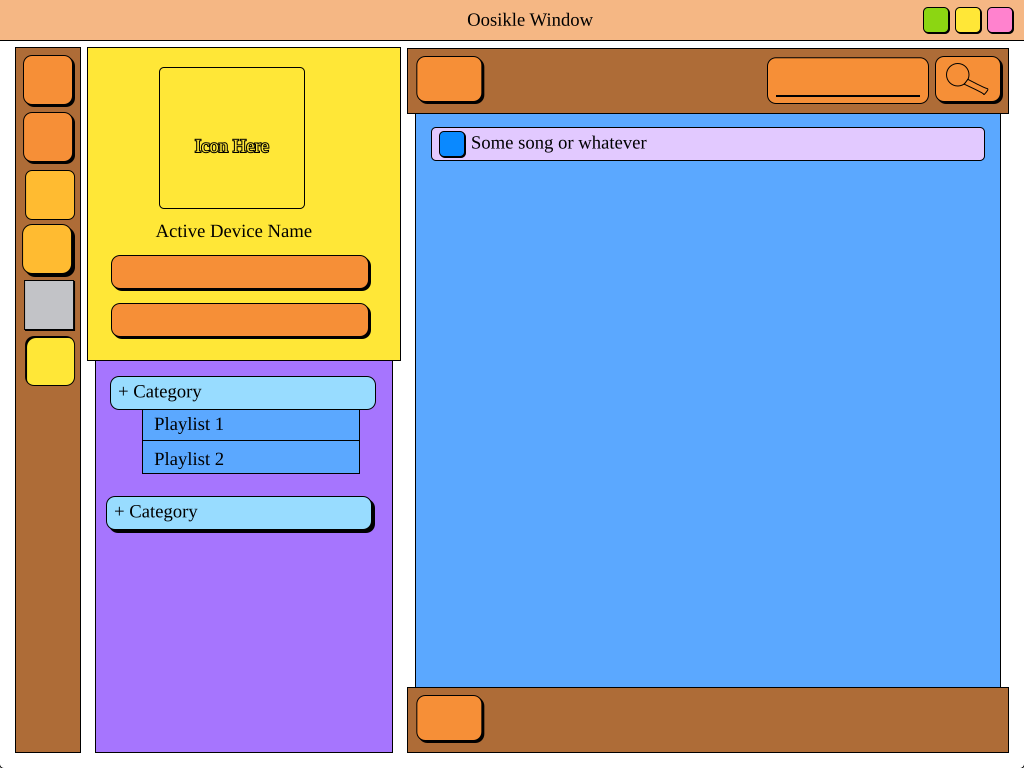 Oosikle Window
Icon Here
Active Device Name
+ Category
Playlist 1
Playlist 2
+ Category
Some song or whatever